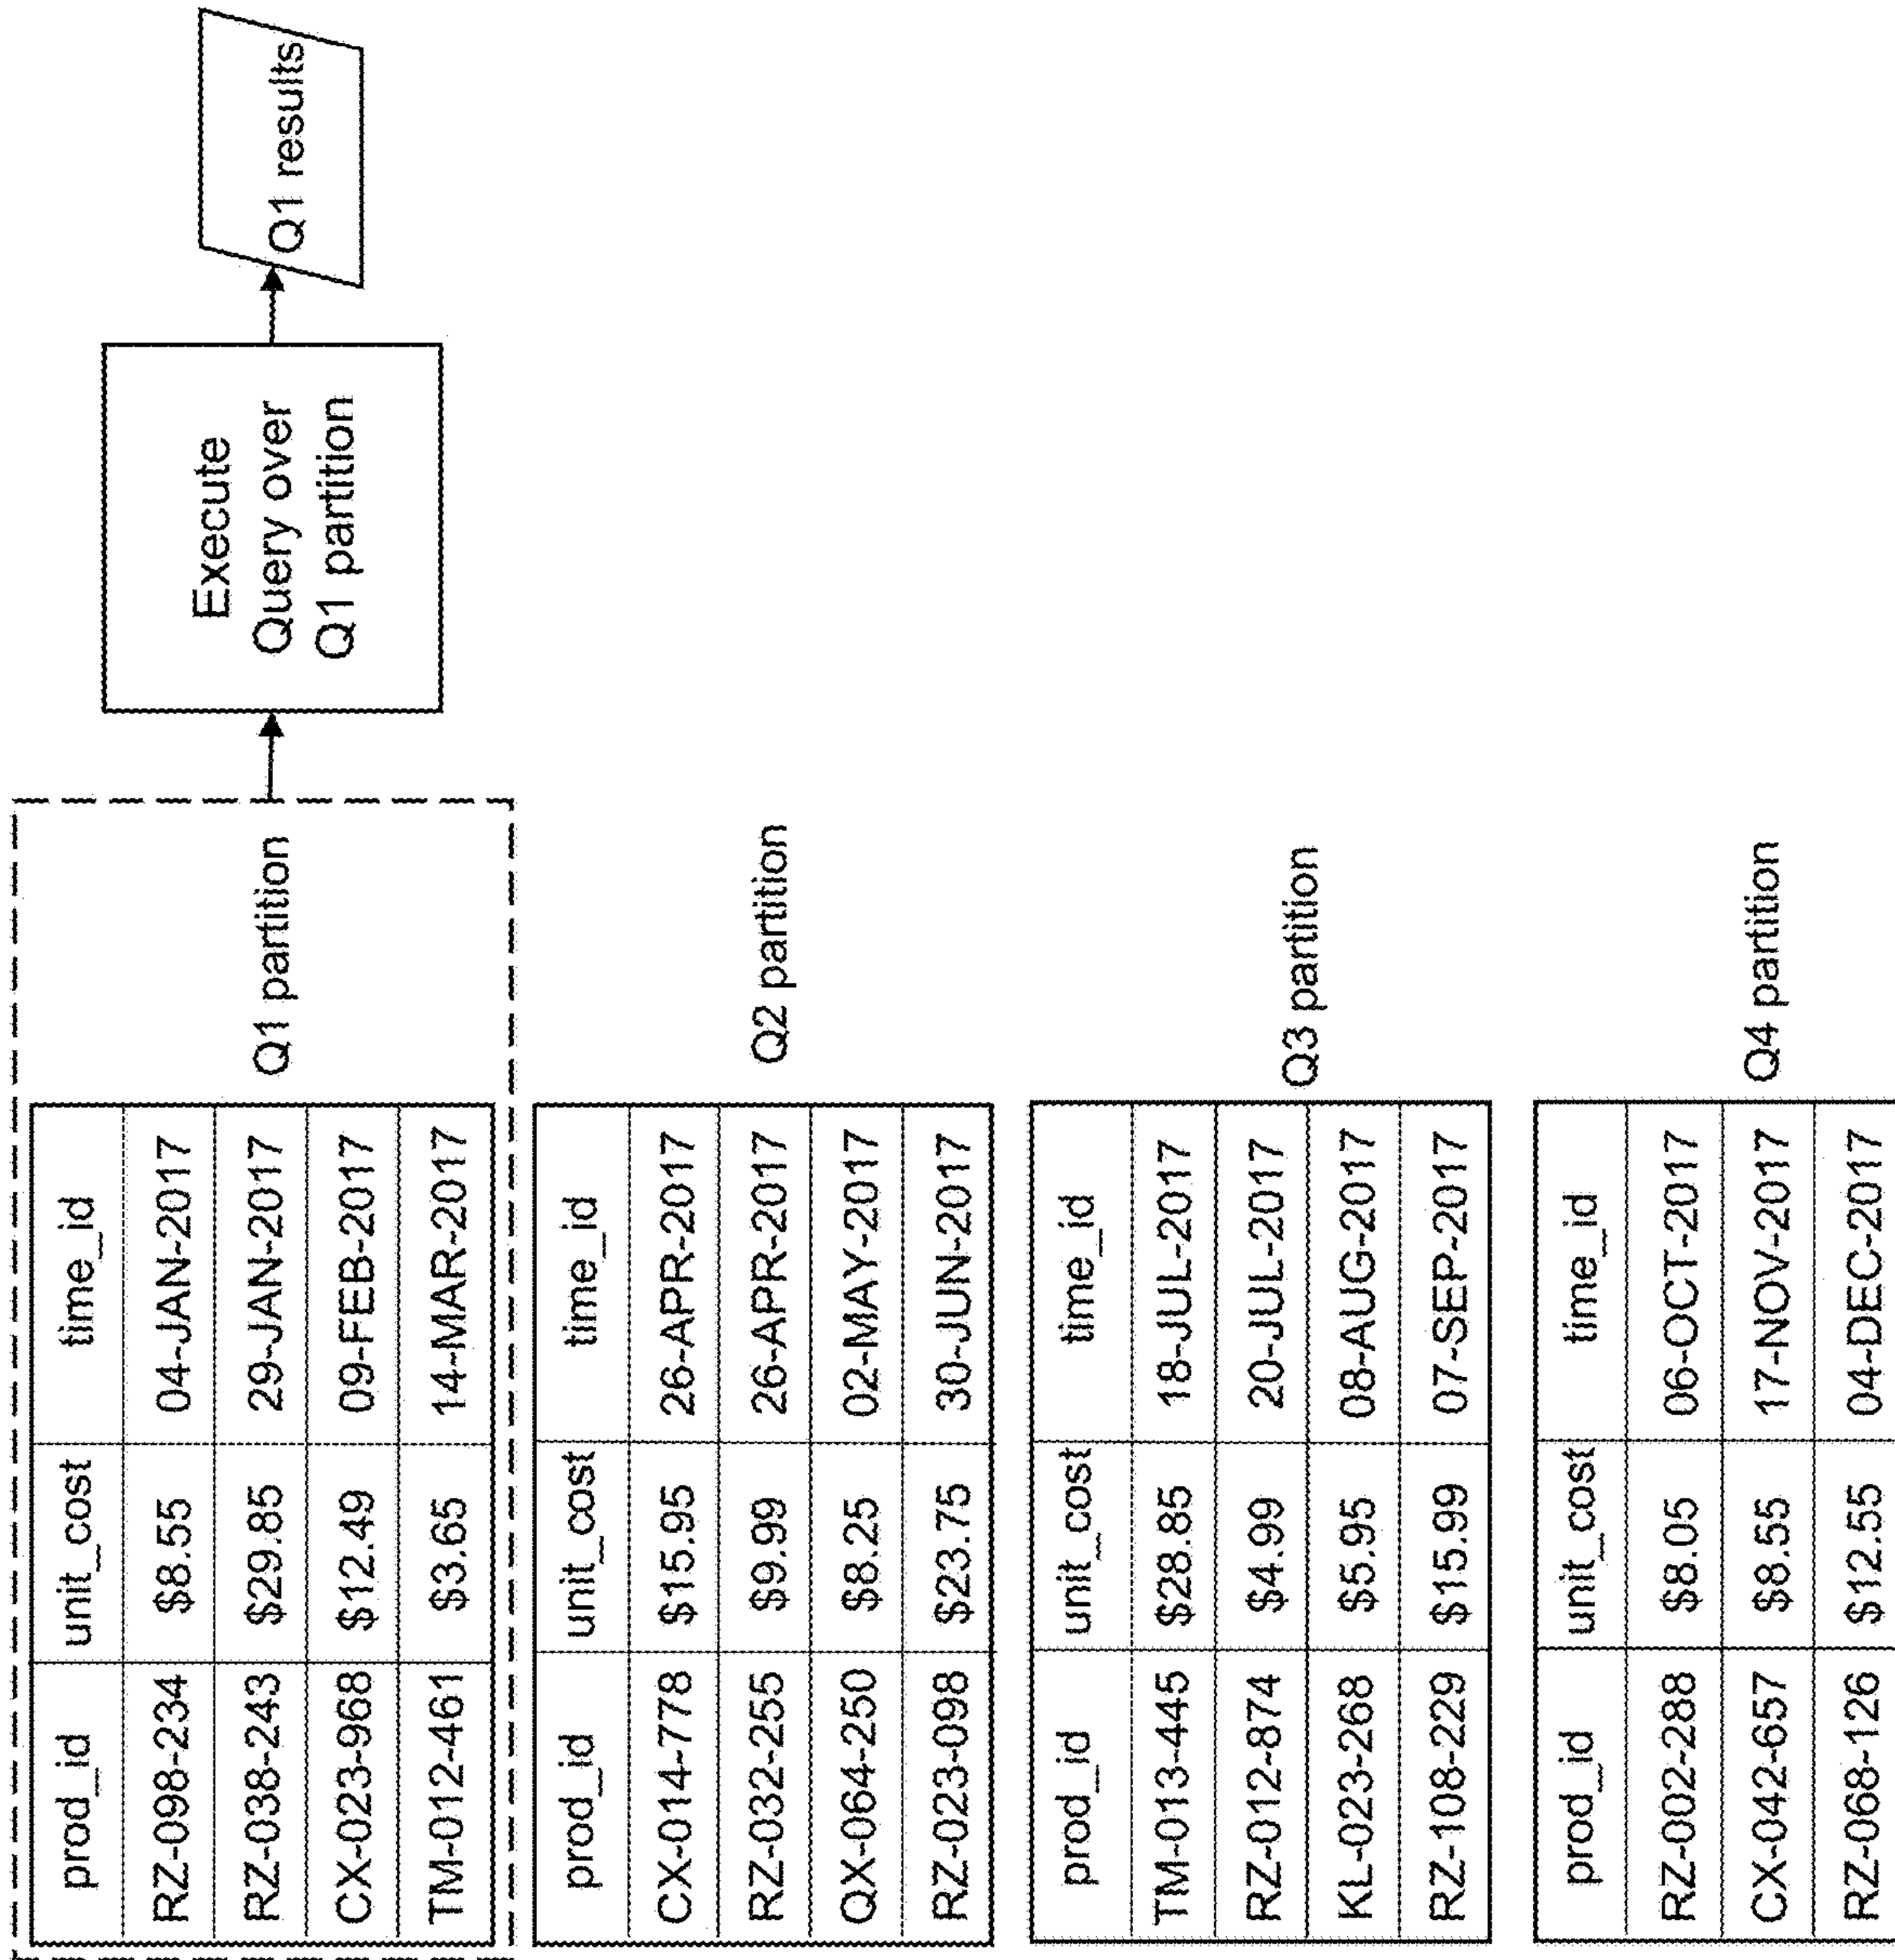 prod_id unit_cost time_id
RZ-098-234 $8.55 04-JAN-2017
RZ-038-243 $29.85 29-JAN-2017
CX-023-968 $12.49 09-FEB-2017
TM-012-461 $3.65 14-MAR-2017
Q1 partition
Execute
Query over
Q1 partition
Q1 results
prod_id unit_cost time_id
CX-014-778 $15.95 26-APR-2017
RZ-032-255 $9.99 26-APR-2017
QX-064-250 $8.25 02-MAY-2017
RZ-023-098 $23.75 30-JUN-2017
Q2 partition
prod_id unit_cost time_id
TM-013-445 $28.85 18-JUL-2017
RZ-012-874 $4.99 20-JUL-2017
KL-023-268 $5.95 08-AUG-2017
RZ-108-229 $15.99 07-SEP-2017
Q3 partition
prod_id unit_cost time_id
RZ-002-288 $8.05 06-OCT-2017
CX-042-657 $8.55 17-NOV-2017
RZ-068-126 $12.55 04-DEC-2017
Q4 partition